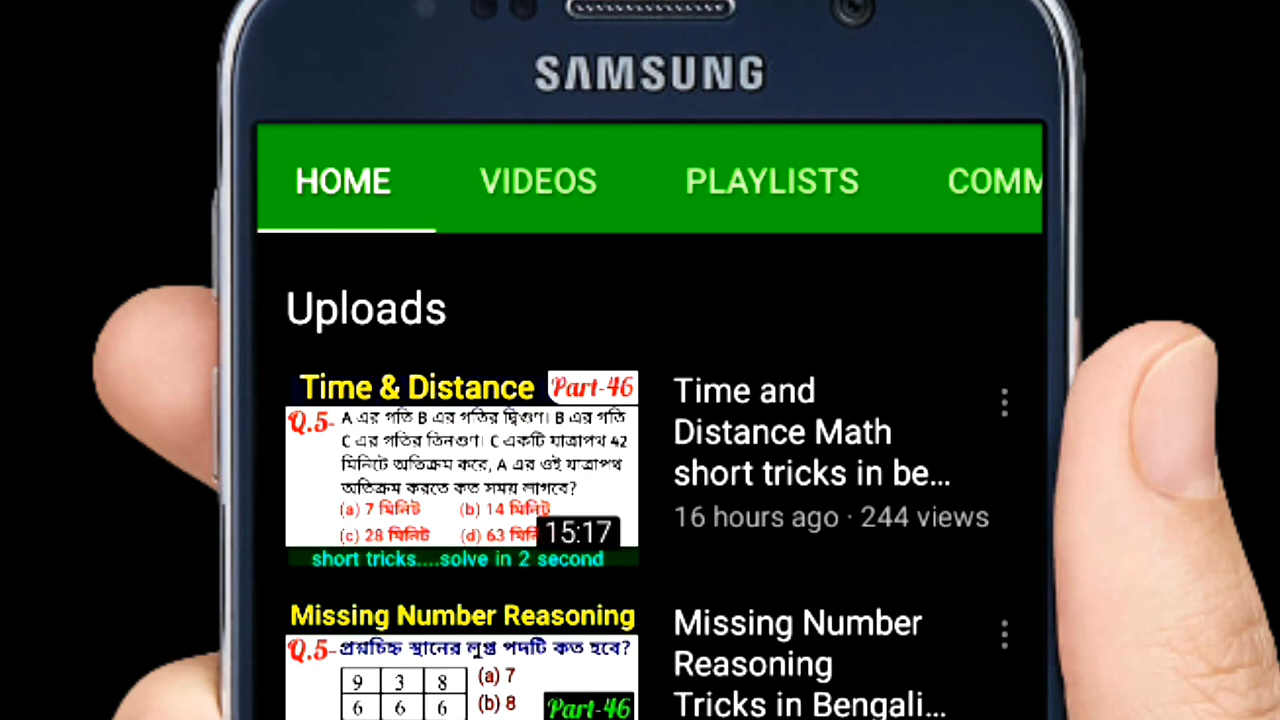 SAMSUNG
HOME VIDEOS PLAYLISTS COMM
Uploads
Time & Distance Part-46
Q.5- A এর গতি B এর গতির দ্বিগুণ। B এর গতি
C এর গতির তিনগুণ। C একটি যাত্রাপথ 42
মিনিটে অতিক্রম করে, A এর ওই যাত্রাপথ
অতিক্রম করতে কত সময় লাগবে?
(a) 7 মিনিট (b) 14 মিনিট
(c) 28 মিনিট (d) 63 মিনি
15:17
short tricks....solve in 2 second
Time and
Distance Math
short tricks in be...
16 hours ago · 244 views
Missing Number Reasoning
Q.5-প্রশ্নচিহ্ন স্থানের লুপ্ত পদটি কত হবে?
9 3 8 (a) 7
6 6 6 (b) 8
Part-46
Missing Number
Reasoning
Tricks in Bengali...